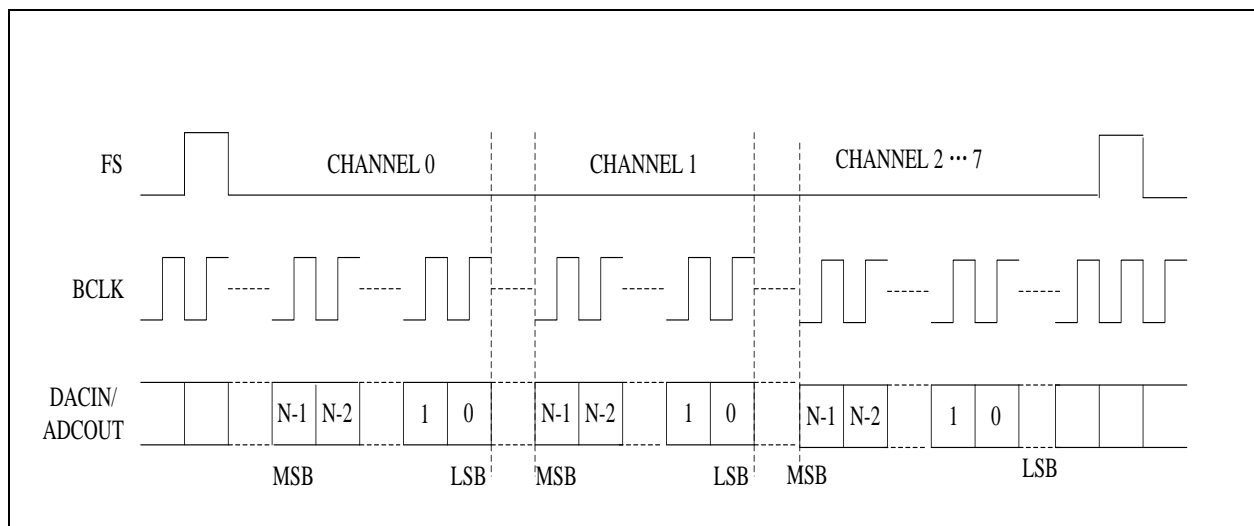 FS
CHANNEL 0
CHANNEL 1
CHANNEL 2 ··· 7
BCLK
DACIN/
ADCOUT
N-1 N-2 1 0 N-1 N-2 1 0 N-1 N-2 1 0
MSB LSB MSB LSB MSB LSB